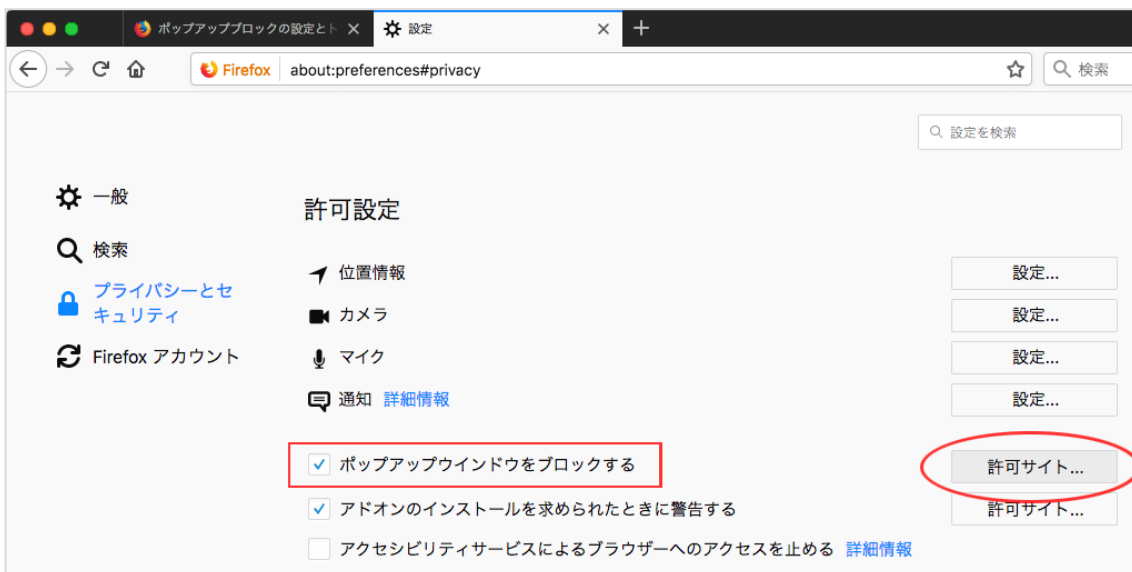 ポップアップブロックの設定とト
設定
Firefox
about:preferences#privacy
検索
設定を検索
一般
検索
プライバシーとセ
キュリティ
Firefox アカウント
許可設定
位置情報
設定...
カメラ
設定...
マイク
設定...
通知 詳細情報
設定...
ポップアップウインドウをブロックする
許可サイト...
アドオンのインストールを求められたときに警告する
許可サイト...
アクセシビリティサービスによるブラウザーへのアクセスを止める 詳細情報